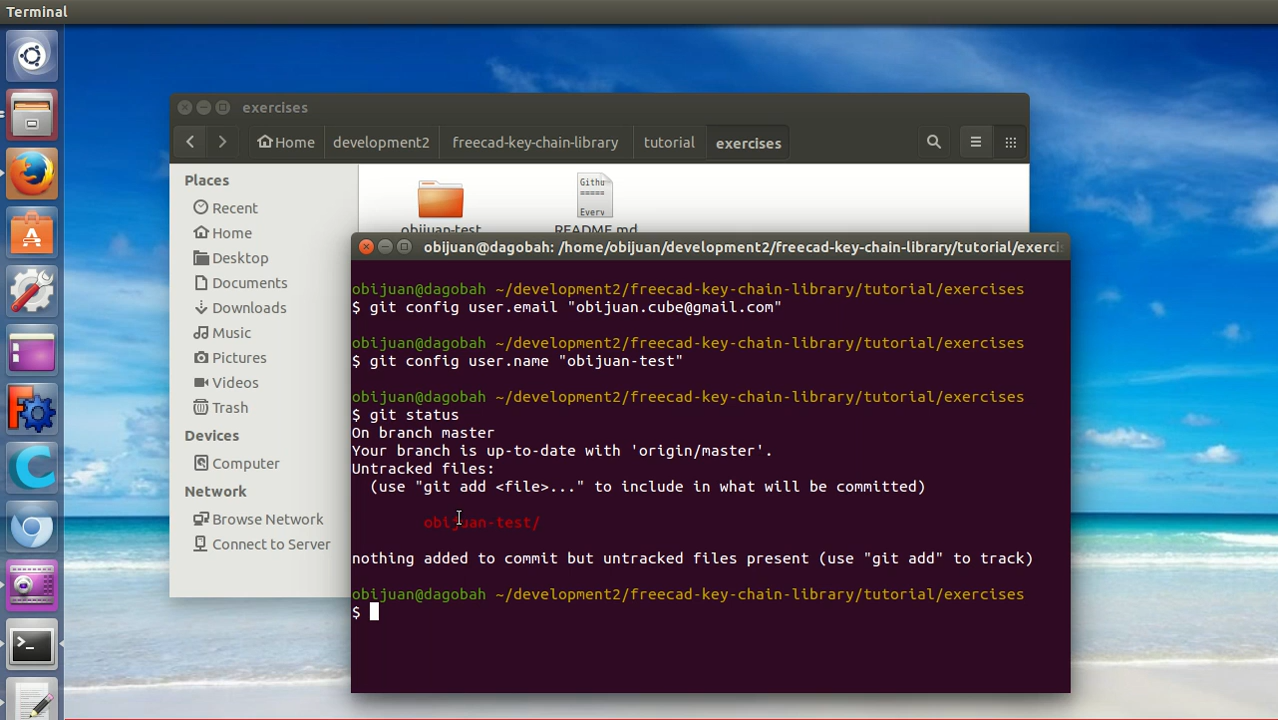 Terminal
exercises
Home
development2
freecad-key-chain-library
tutorial
exercises
Places
Recent
Home
Desktop
Documents
Downloads
Music
Pictures
Videos
Trash
Devices
Computer
Network
Browse Network
Connect to Server
Githu
=====
Every
obijuan-test
README.md
obijuan@dagobah: /home/obijuan/development2/freecad-key-chain-library/tutorial/exerci
obijuan@dagobah ~/development2/freecad-key-chain-library/tutorial/exercises
$ git config user.email "obijuan.cube@gmail.com"
obijuan@dagobah ~/development2/freecad-key-chain-library/tutorial/exercises
$ git config user.name "obijuan-test"
obijuan@dagobah ~/development2/freecad-key-chain-library/tutorial/exercises
$ git status
On branch master
Your branch is up-to-date with 'origin/master'.
Untracked files:
(use "git add <file>..." to include in what will be committed)
obijuan-test/
nothing added to commit but untracked files present (use "git add" to track)
obijuan@dagobah ~/development2/freecad-key-chain-library/tutorial/exercises
$